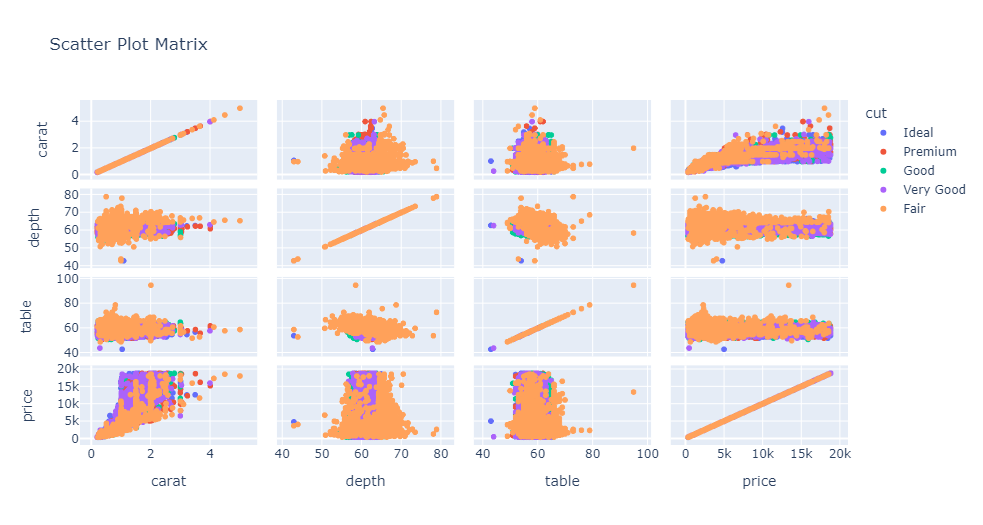 Scatter Plot Matrix
cut
Ideal
Premium
Good
Very Good
Fair
carat
4
2
0
depth
80
70
60
50
40
table
100
80
60
40
price
20k
15k
10k
5k
0
0 2 4 40 50 60 70 80 40 60 80 100 0 5k 10k 15k 20k
carat depth table price